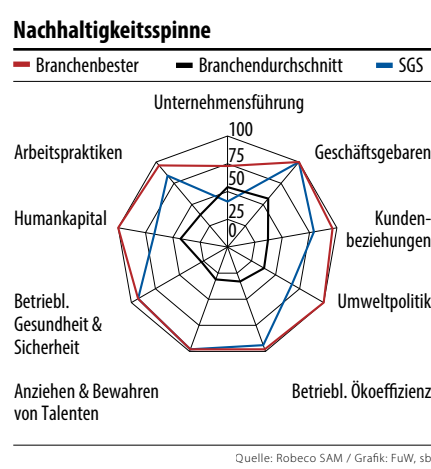 Nachhaltigkeitsspinne
Branchenbester
Branchendurchschnitt
SGS
Unternehmensführung
100
75
50
25
0
Arbeitspraktiken
Geschäftsgebaren
Humankapital
Kunden-
beziehungen
Betriebl.
Gesundheit &
Sicherheit
Umweltpolitik
Anziehen & Bewahren
von Talenten
Betriebl. Ökoeffizienz
Quelle: Robeco SAM / Grafik: FuW, sb